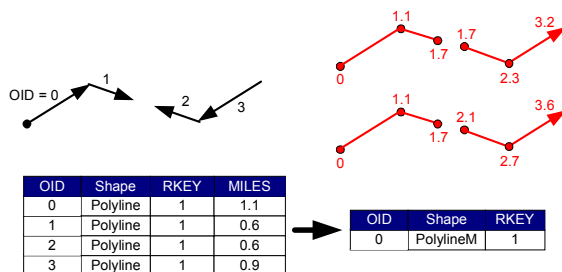 OID = 0
1
2
3
0
1.1
1.7
1.7
2.3
3.2
0
1.1
1.7
2.1
2.7
3.6
OID Shape RKEY MILES
0 Polyline 1 1.1
1 Polyline 1 0.6
2 Polyline 1 0.6
3 Polyline 1 0.9
OID Shape RKEY
0 PolylineM 1